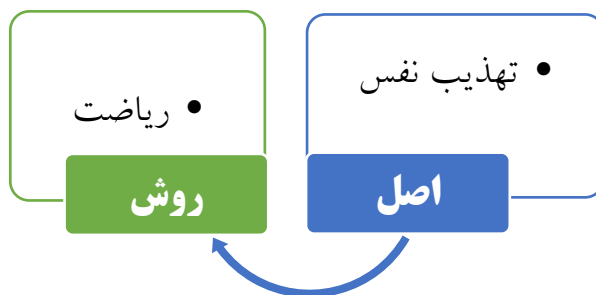 • تهذیب نفس
اصل
• ریاضت
روش